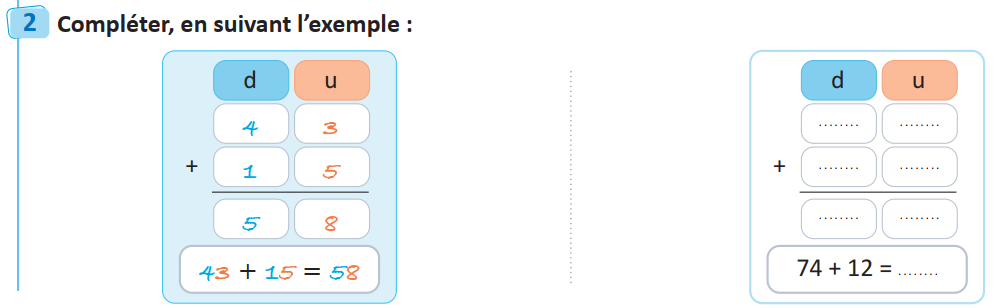 2 Compléter, en suivant l'exemple :
d u
4 3
+ 1 5
5 8
43 + 15 = 58
d u
........ ........
+ ........ ........
........ ........
74 + 12 = ........